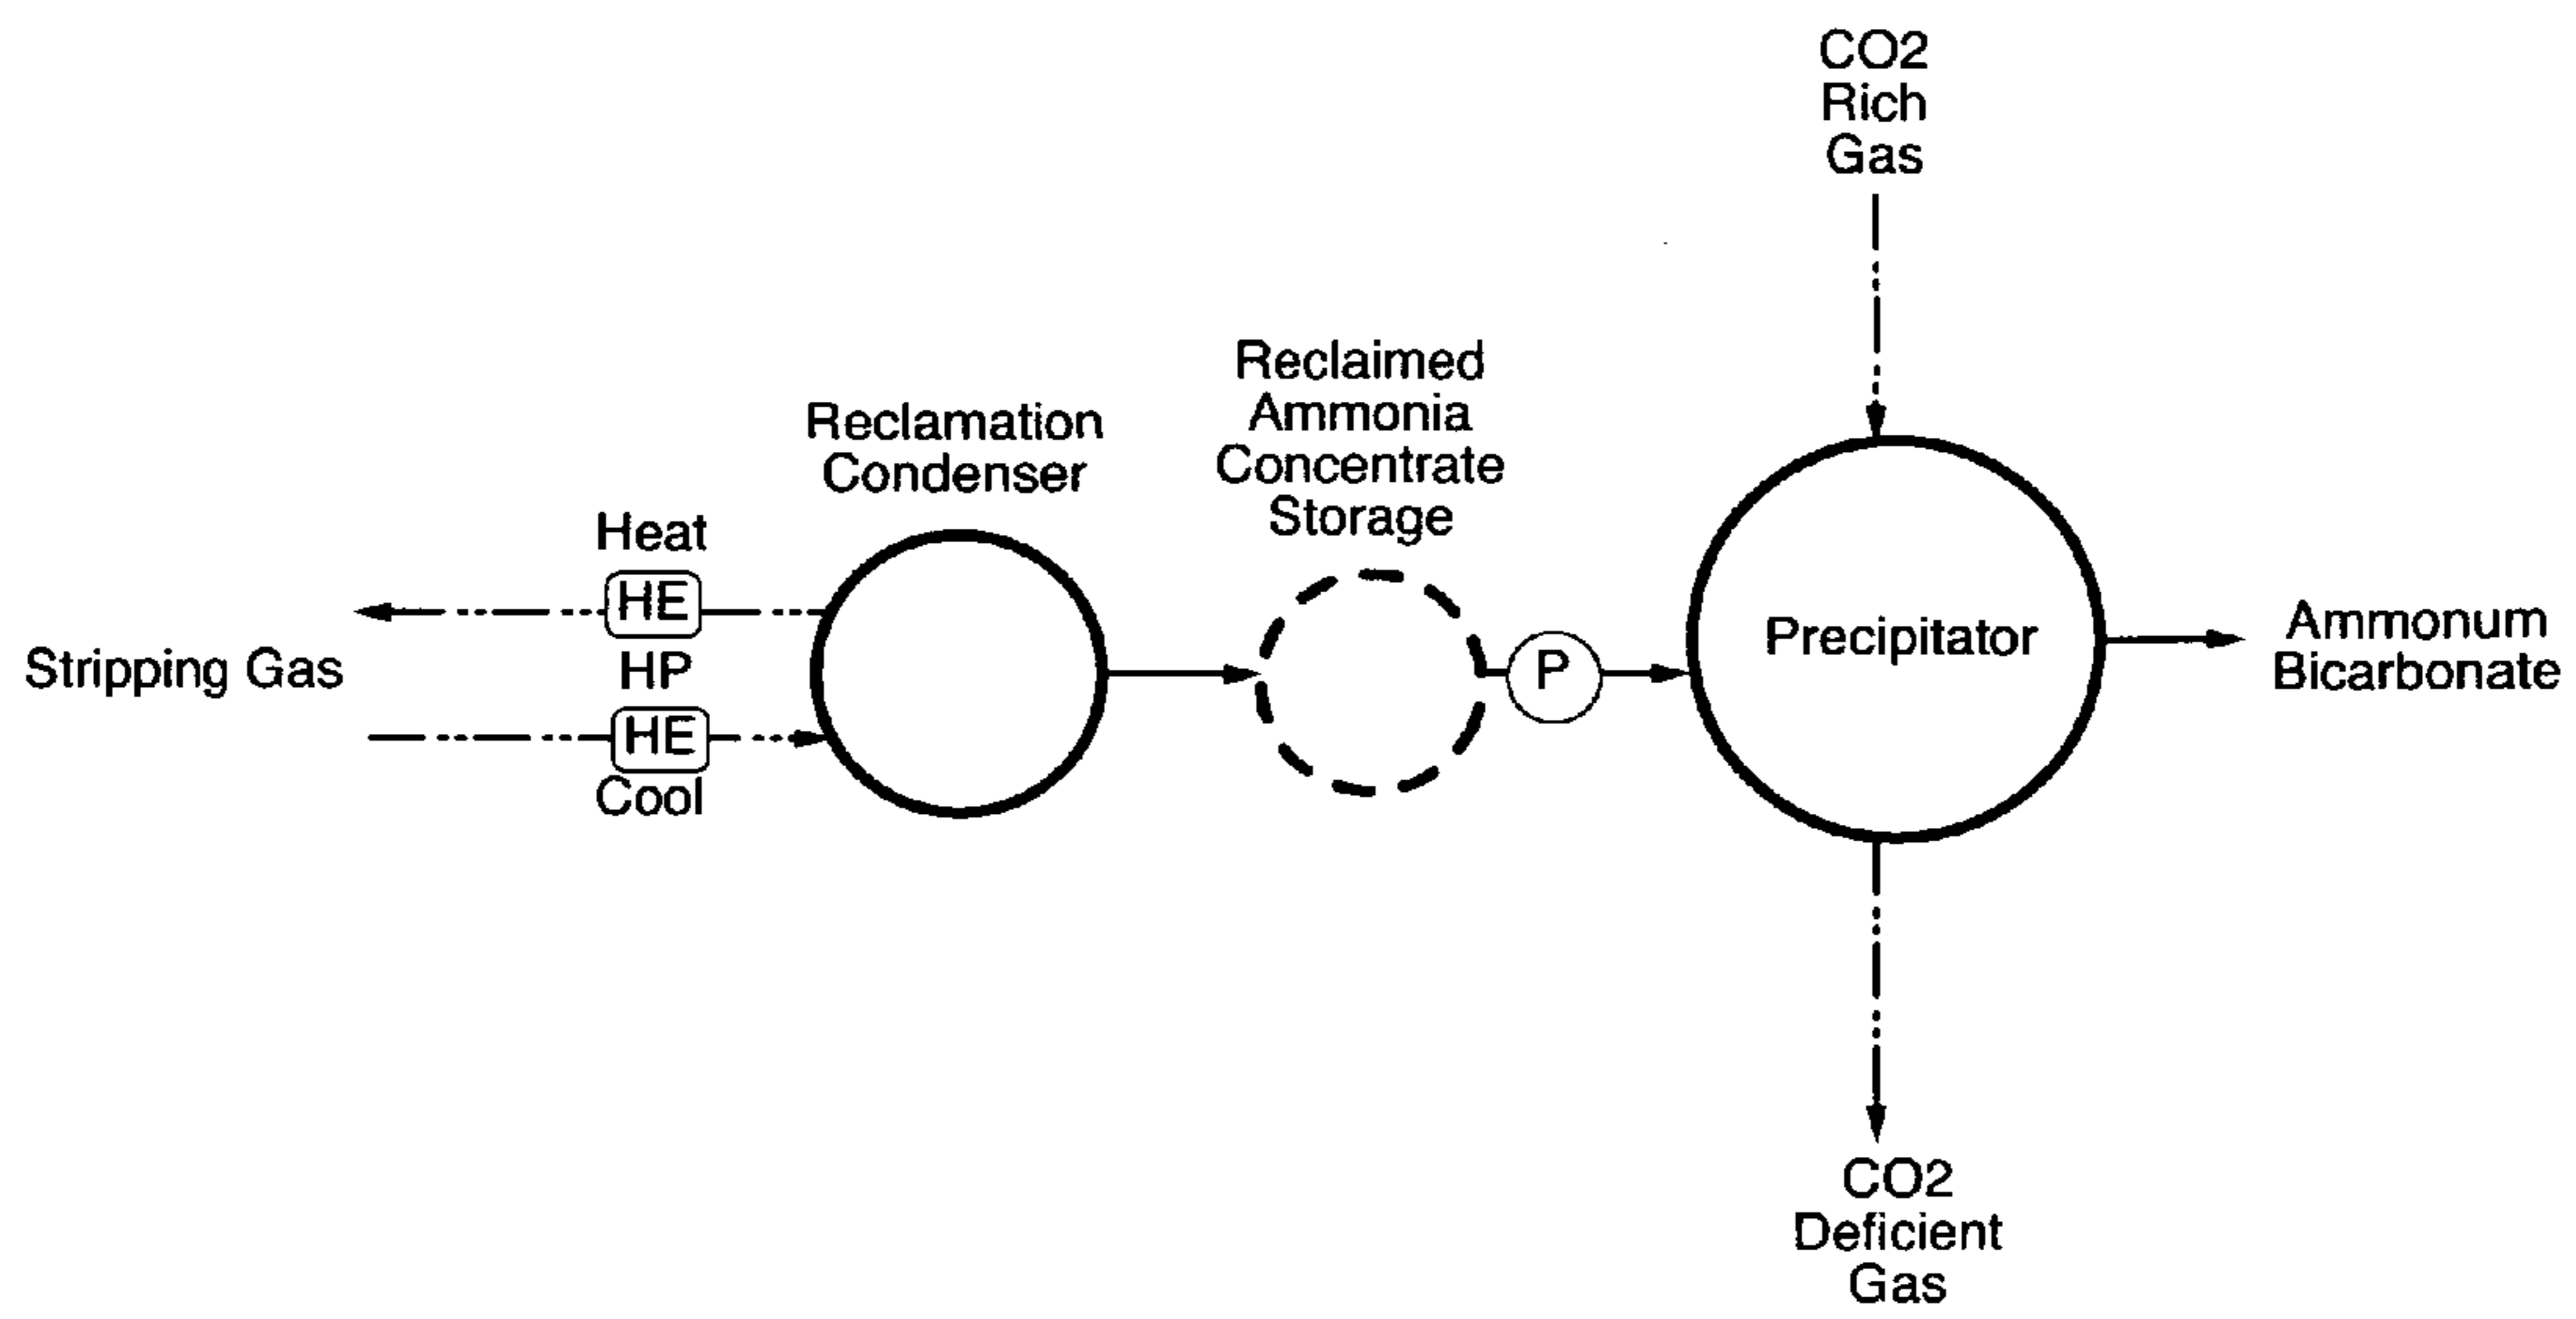 CO2
Rich
Gas
Reclaimed
Ammonia
Concentrate
Storage
Reclamation
Condenser
Heat
HE
Stripping Gas
HP
HE
Cool
P
Precipitator
Ammonum
Bicarbonate
CO2
Deficient
Gas